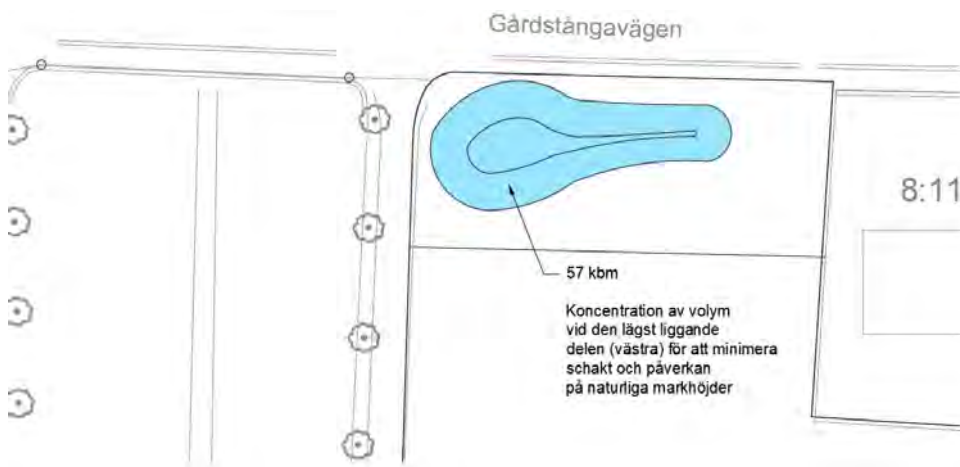 Gårdstångavägen
8:11
57 kbm
Koncentration av volym
vid den lägst liggande
delen (västra) för att minimera
schakt och påverkan
på naturliga markhöjder